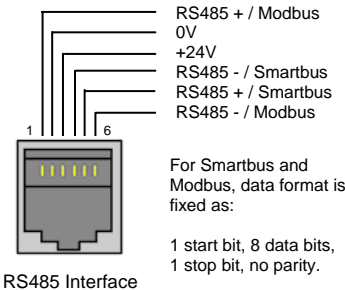 RS485 + / Modbus
0V
+24V
RS485 - / Smartbus
RS485 + / Smartbus
RS485 - / Modbus
1 6
For Smartbus and
Modbus, data format is
fixed as:
1 start bit, 8 data bits,
1 stop bit, no parity.
RS485 Interface